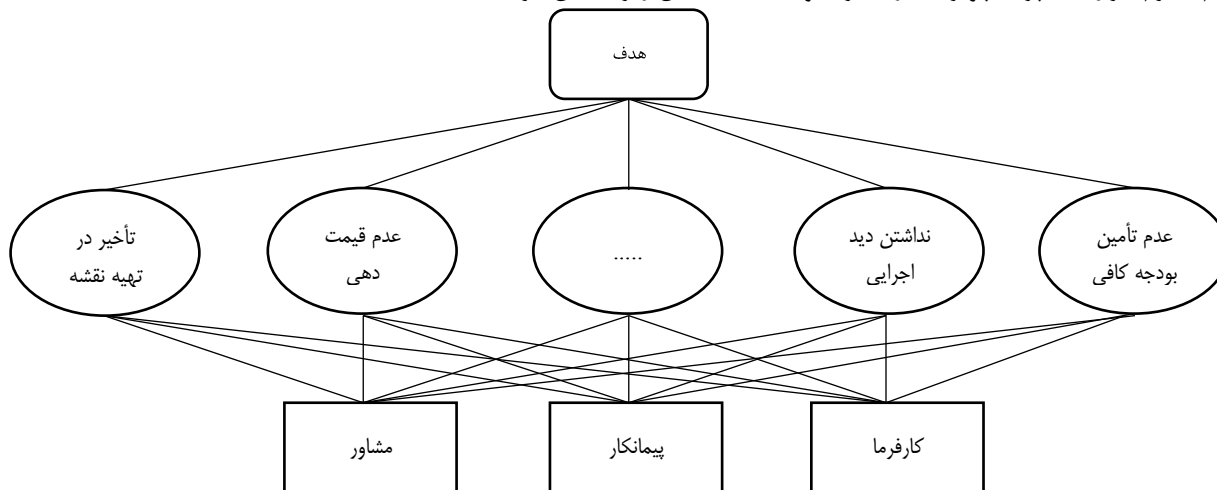 هدف
عدم تأمین
بودجه کافی
نداشتن دید
اجرایی
.....
عدم قیمت
دهی
تأخیر در
تهیه نقشه
کارفرما
پیمانکار
مشاور